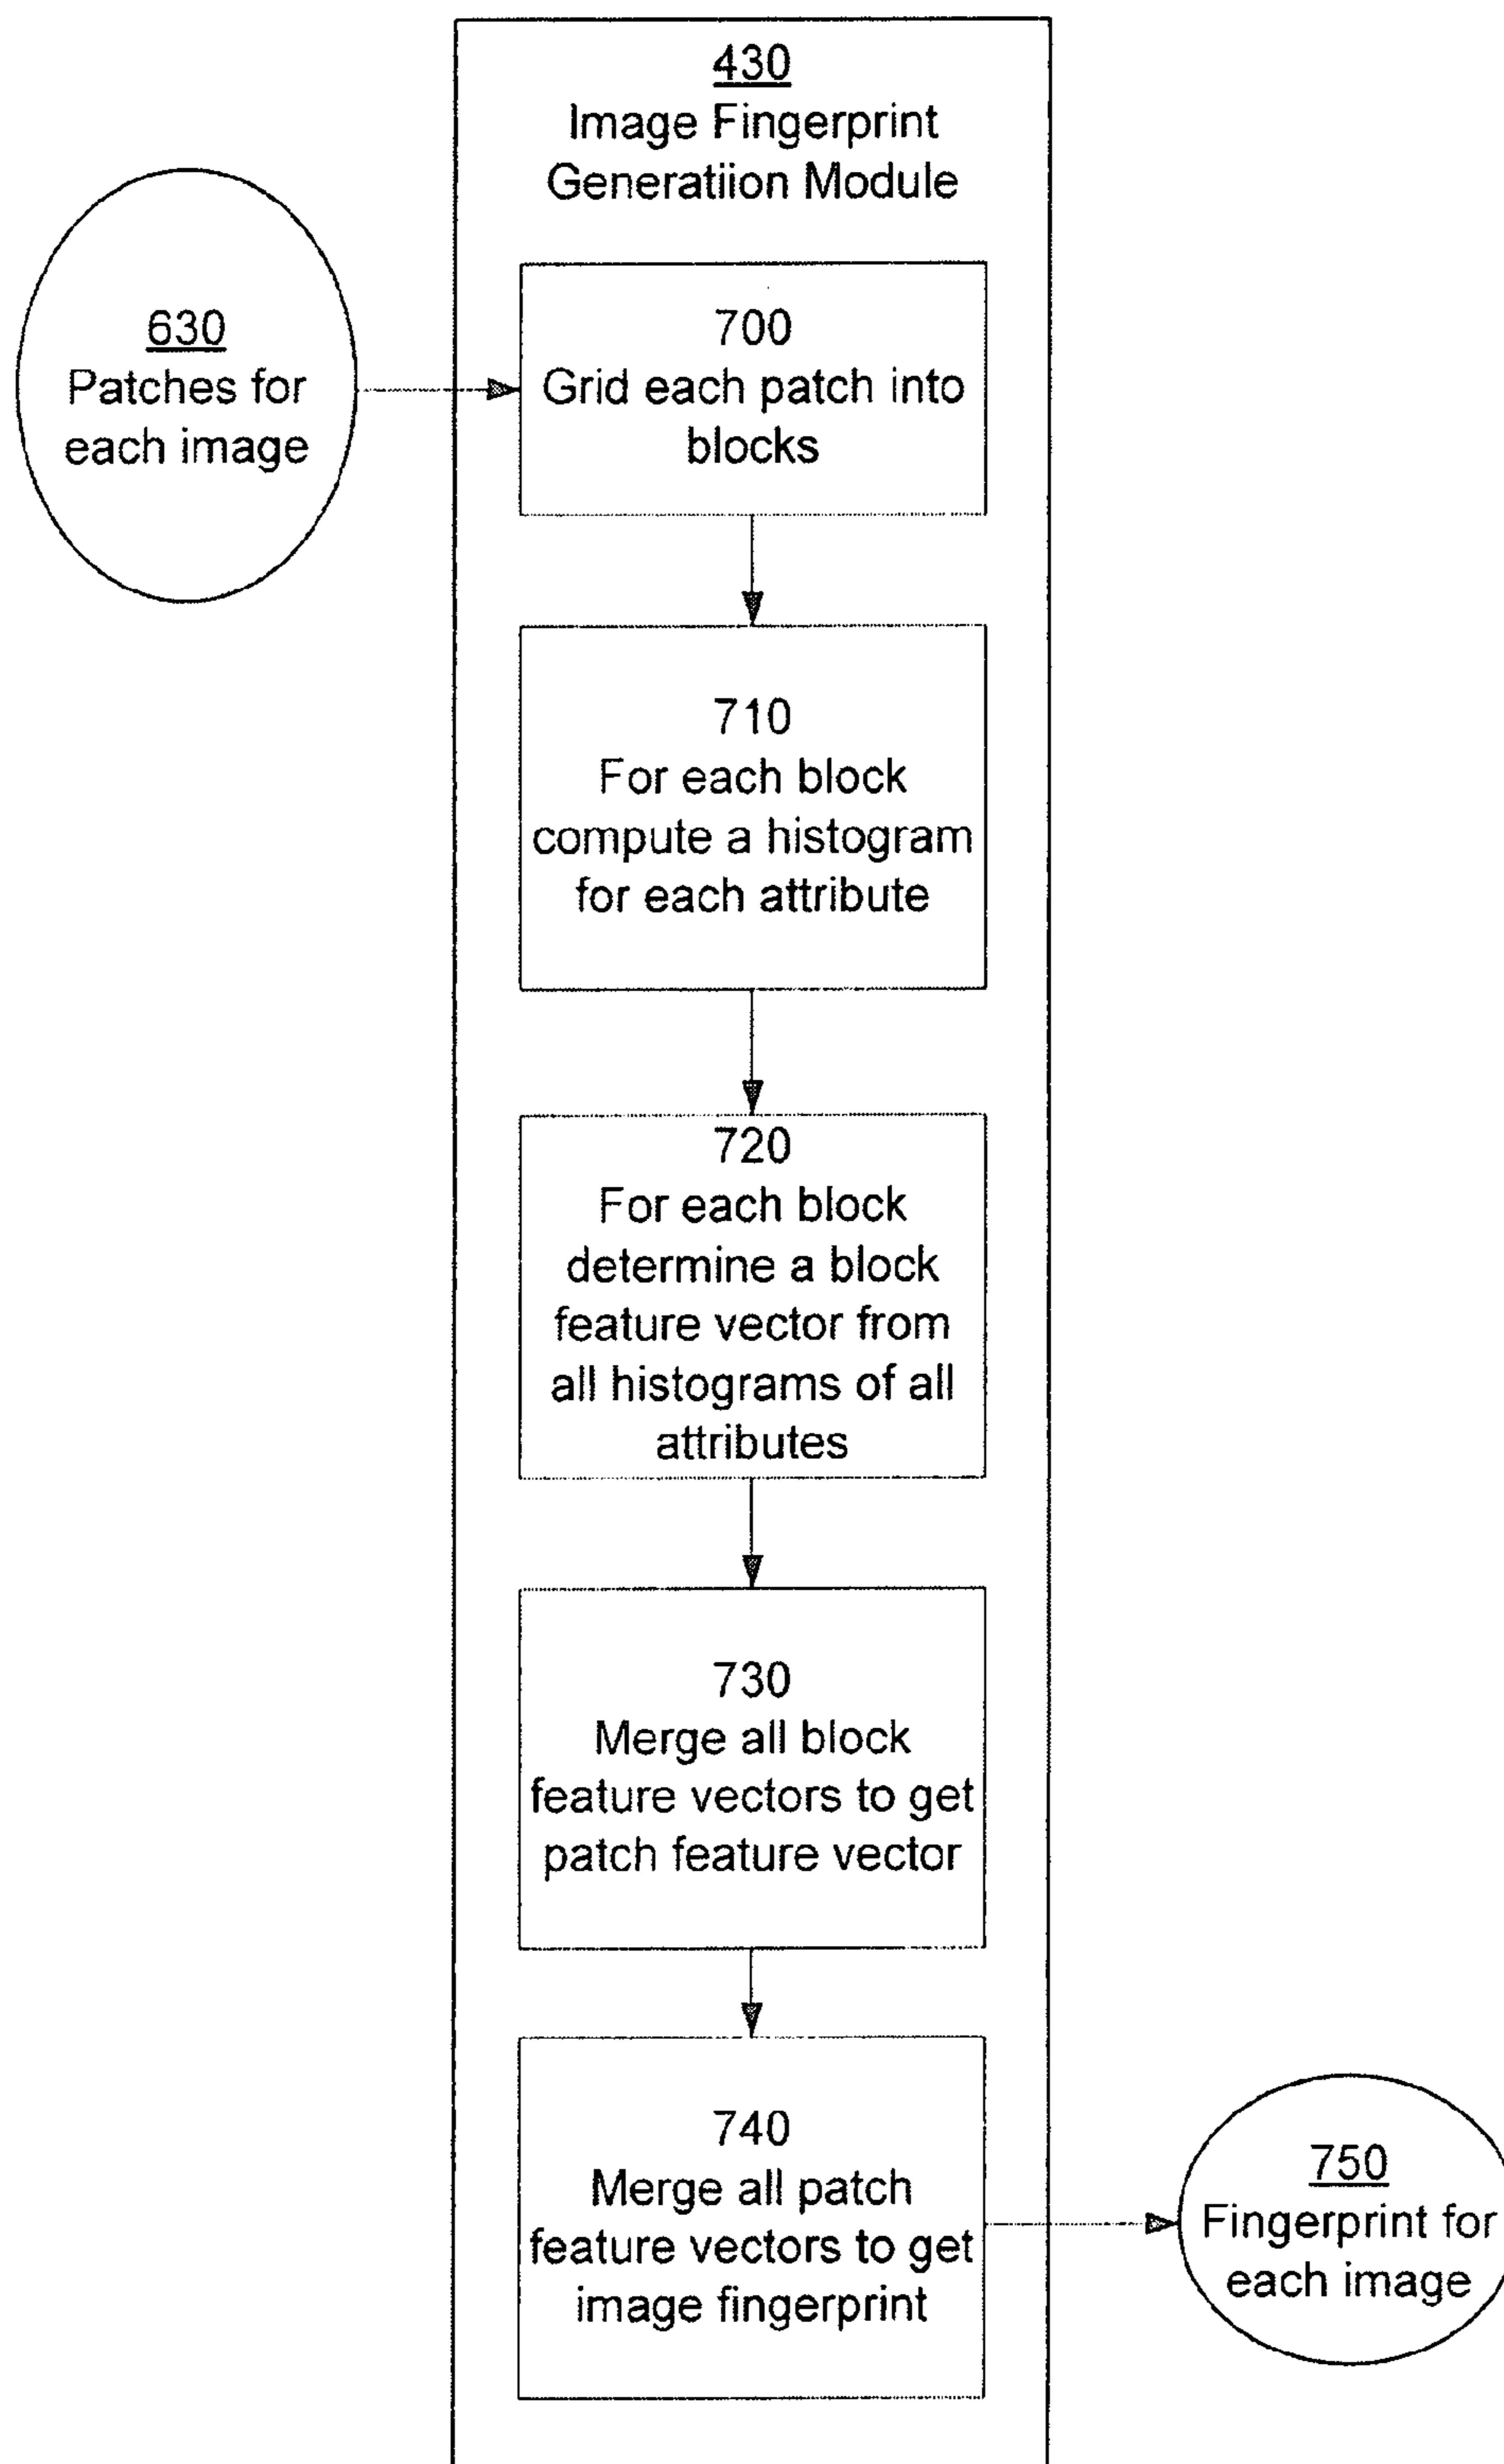 430
Image Fingerprint
Generatiion Module
630
Patches for
each image
700
Grid each patch into
blocks
710
For each block
compute a histogram
for each attribute
720
For each block
determine a block
feature vector from
all histograms of all
attributes
730
Merge all block
feature vectors to get
patch feature vector
740
Merge all patch
feature vectors to get
image fingerprint
750
Fingerprint for
each image